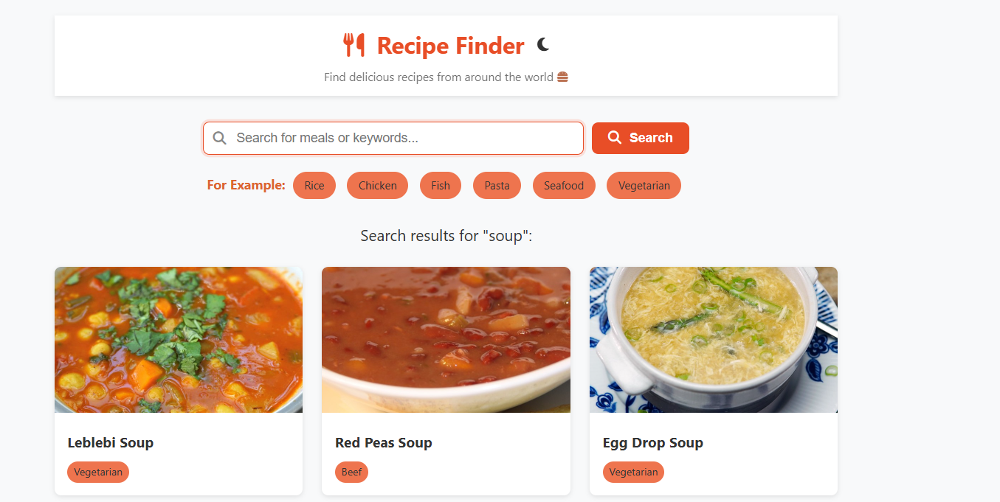 Recipe Finder
Find delicious recipes from around the world
Search for meals or keywords...
Search
For Example: Rice Chicken Fish Pasta Seafood Vegetarian
Search results for "soup":
Leblebi Soup
Vegetarian
Red Peas Soup
Beef
Egg Drop Soup
Vegetarian